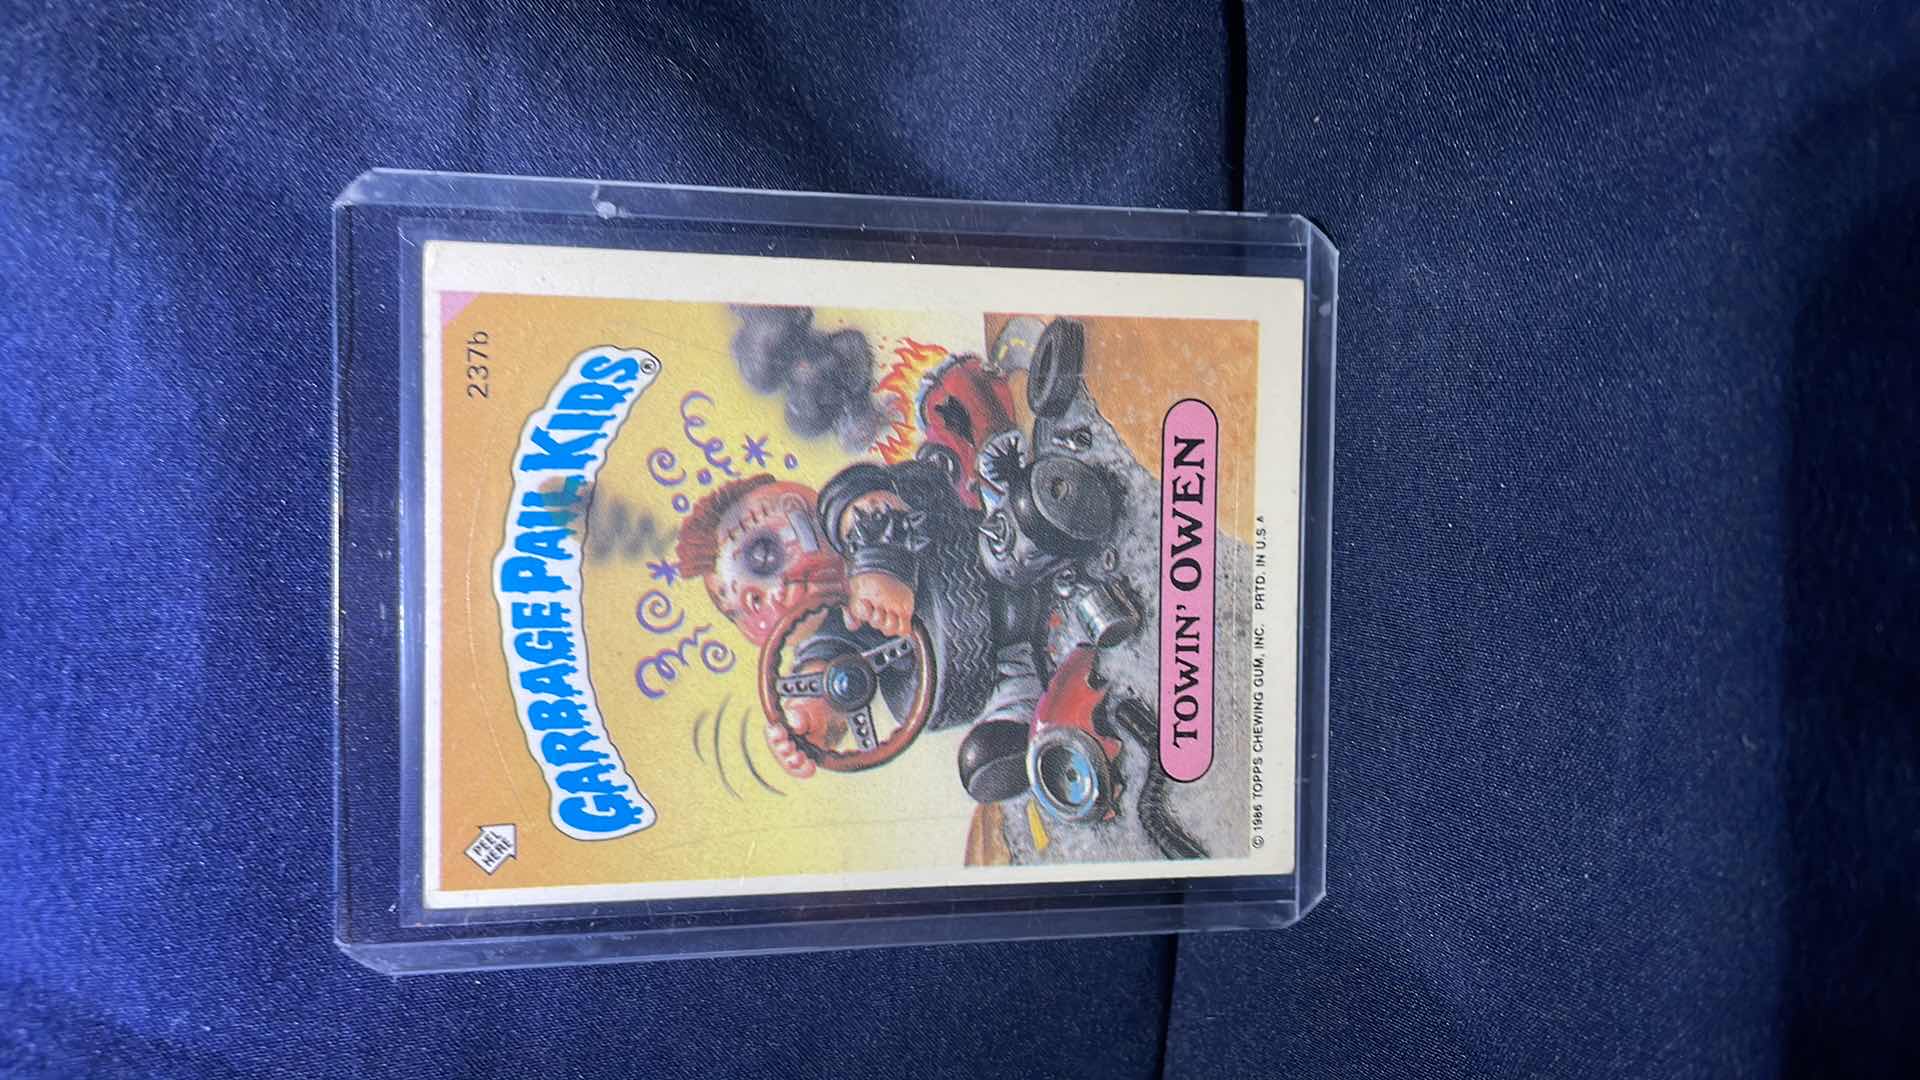 PEEL
HERE
237b
GARBAGE PAIL KIDS®
TOWIN' OWEN
© 1986 TOPPS CHEWING GUM, INC. PRTD. IN U.S.A